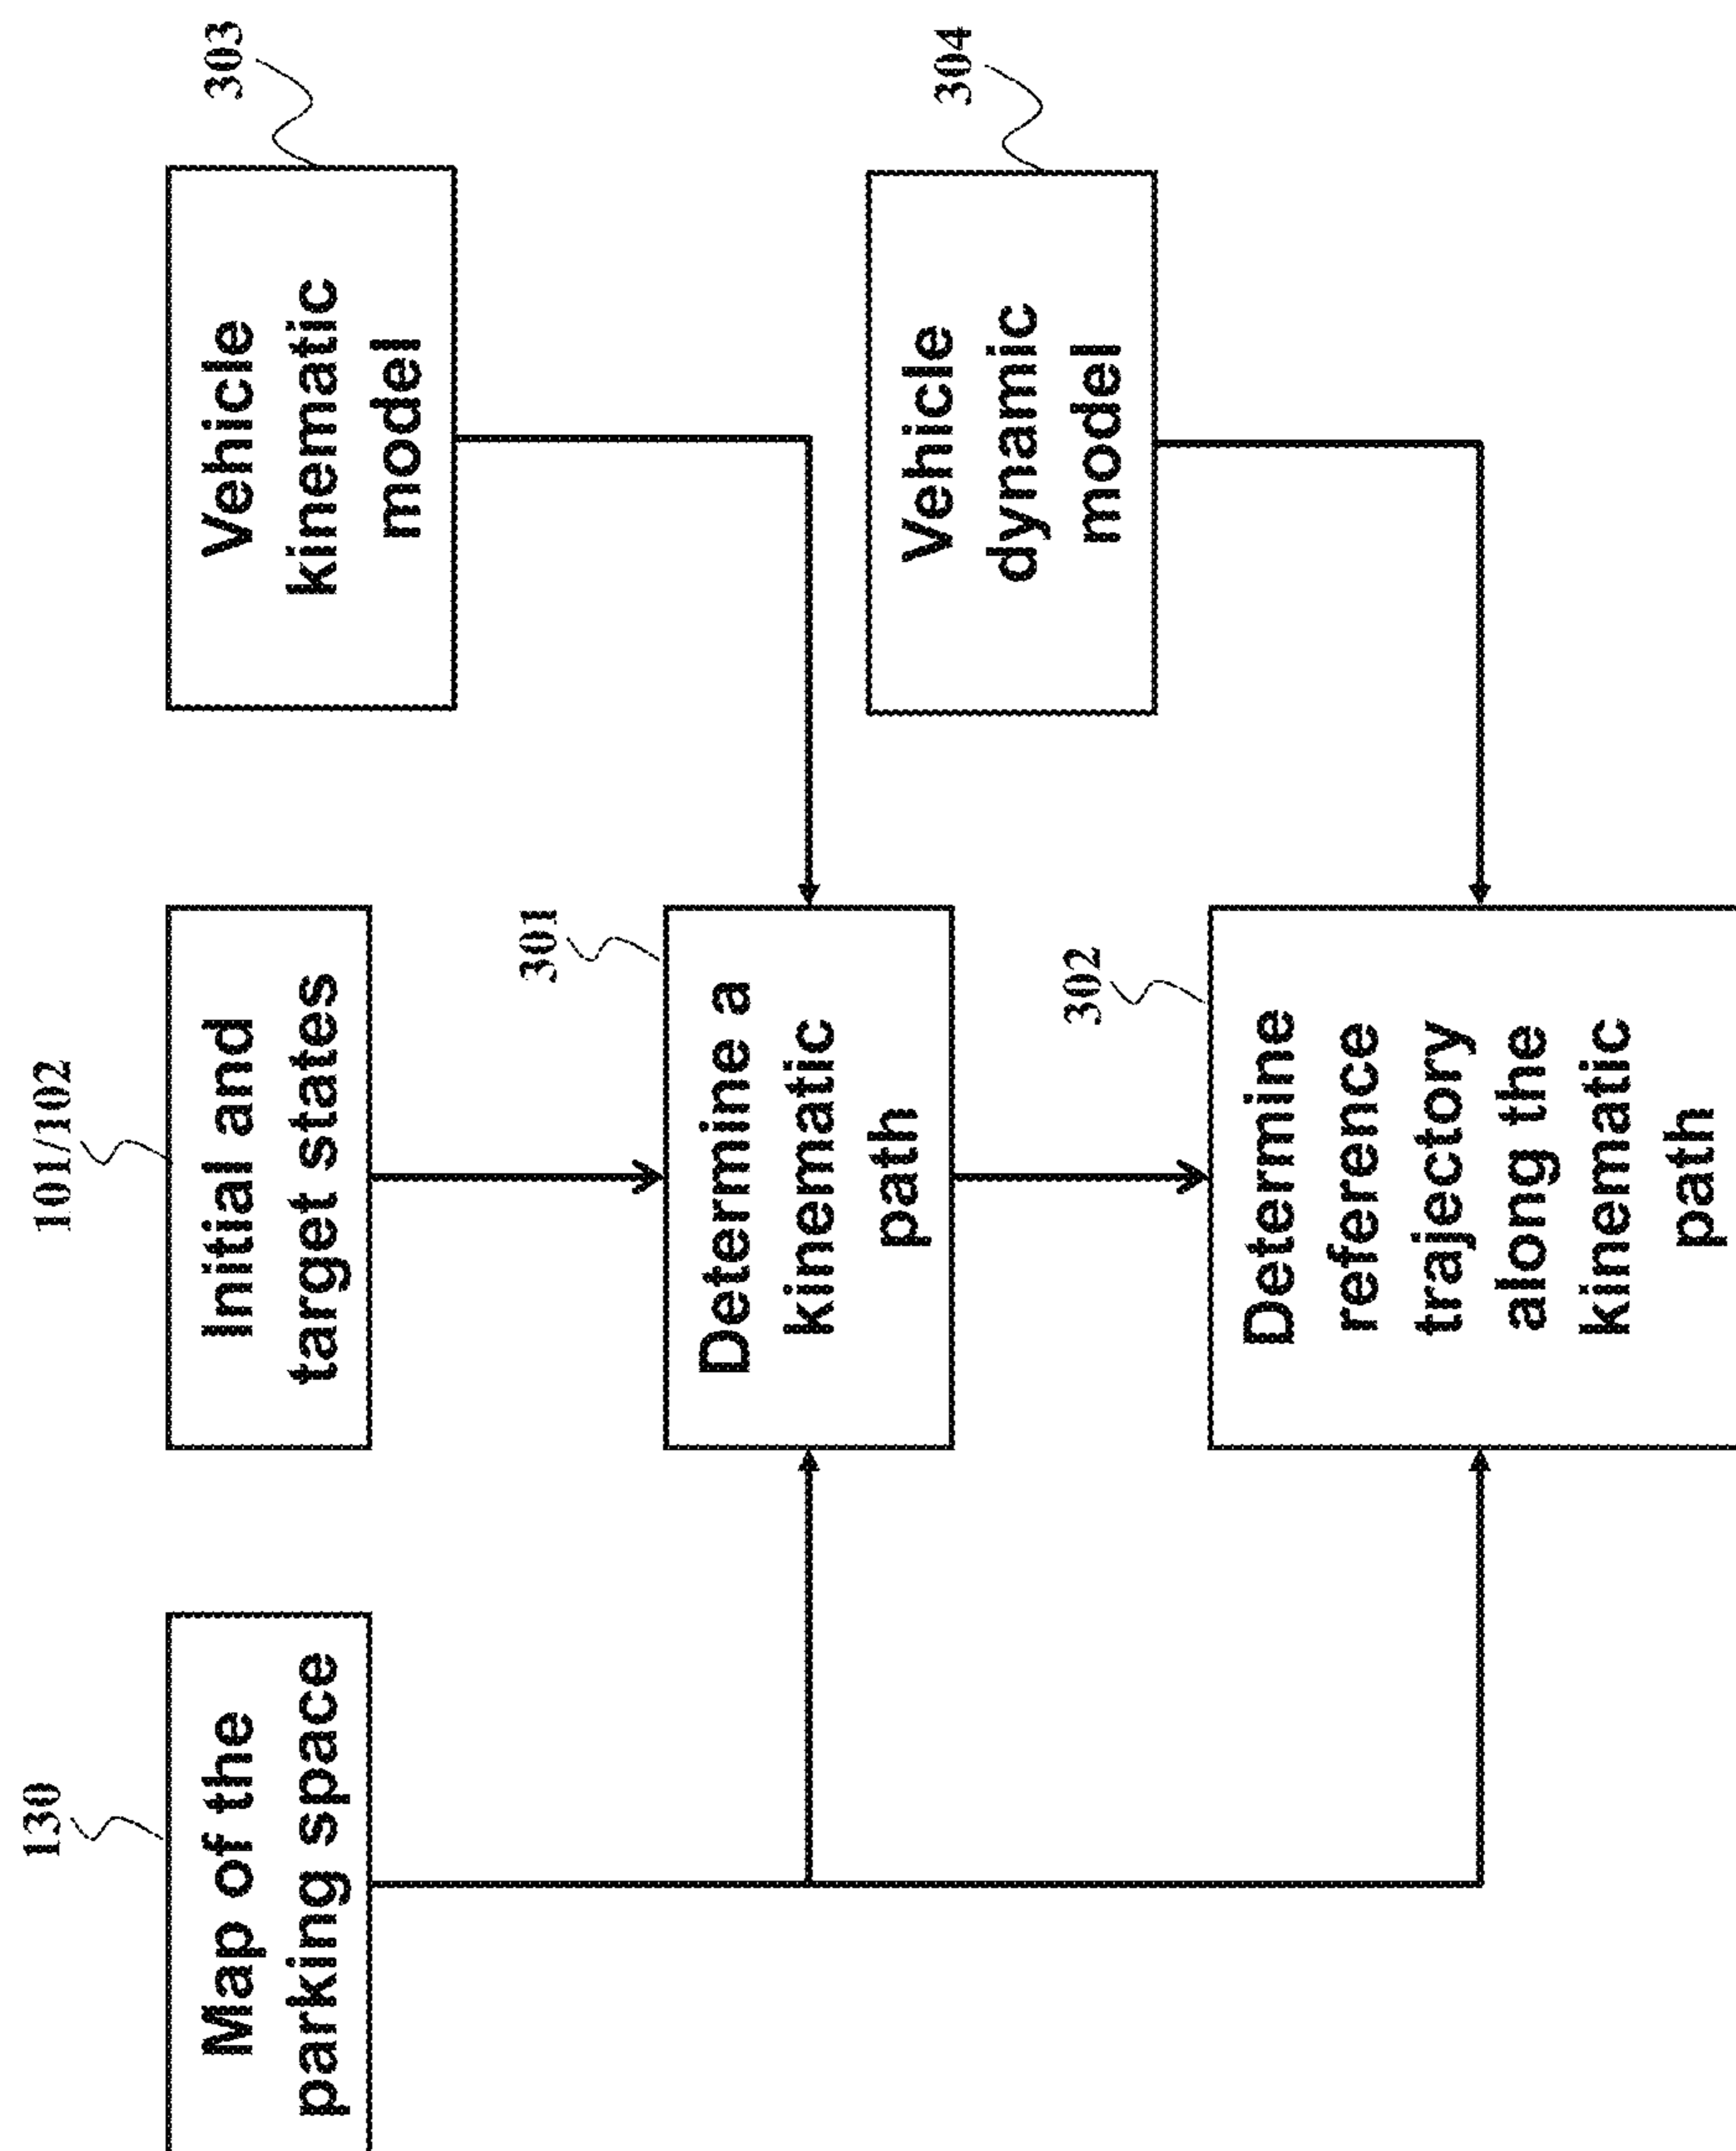 130
Map of the
parking space
101/102
Initial and
target states
303
Vehicle
kinematic
model
301
Determine a
kinematic
path
304
Vehicle
dynamic
model
302
Determine
reference
trajectory
along the
kinematic
path